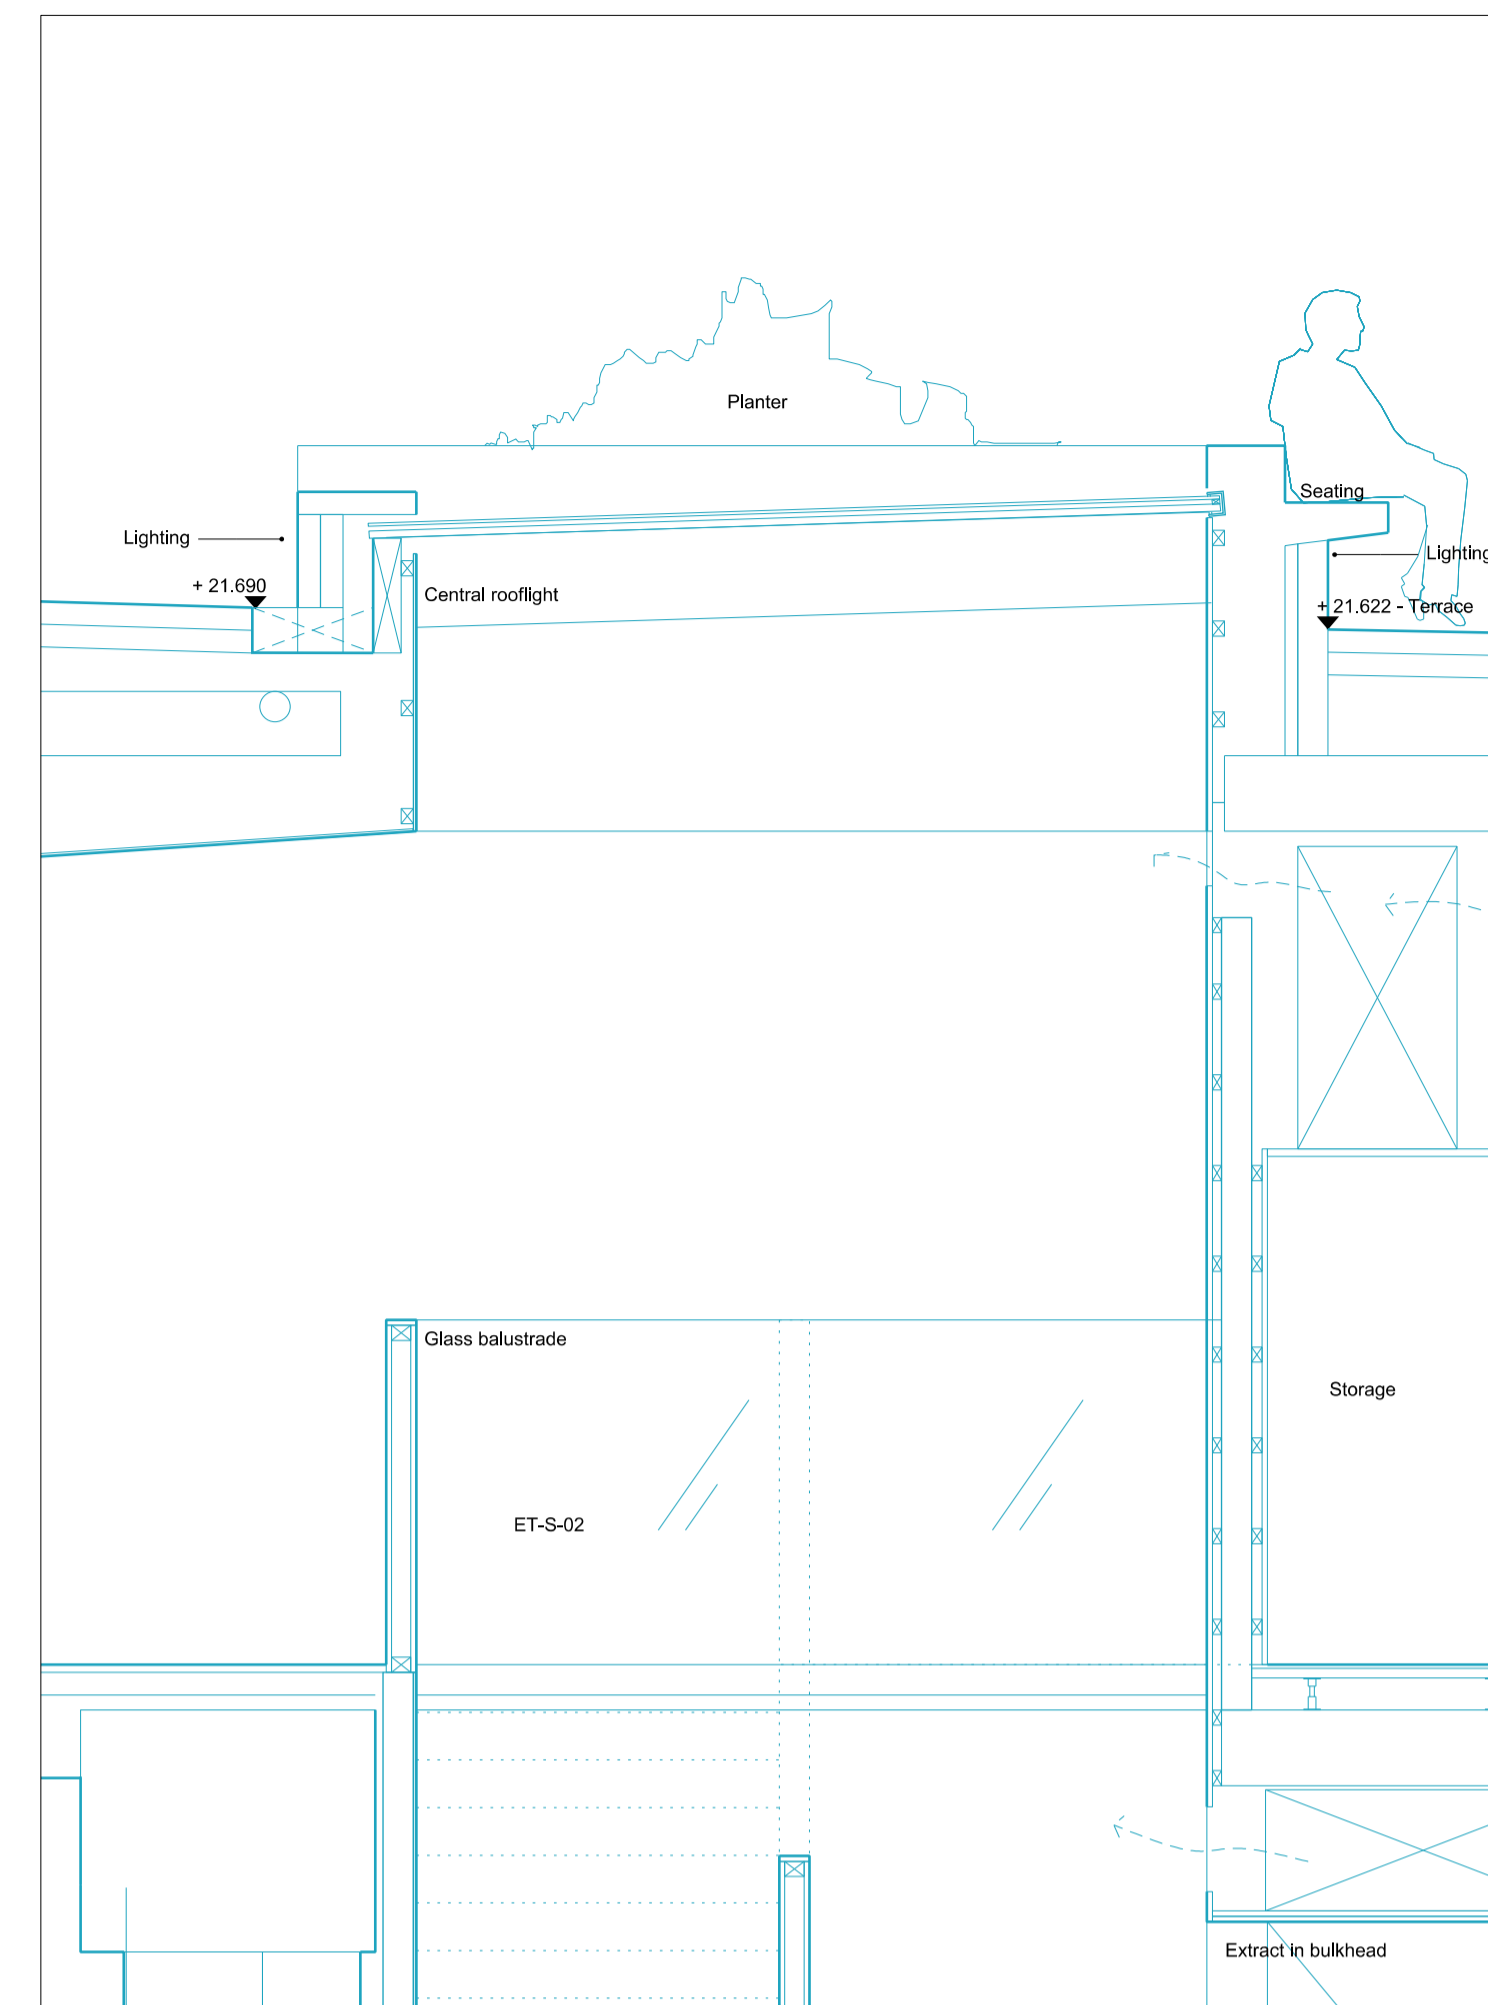 Planter
Seating
Lighting
Lighting
+ 21.690
Central rooflight
+ 21.622 - Terrace
Glass balustrade
Storage
ET-S-02
Extract in bulkhead